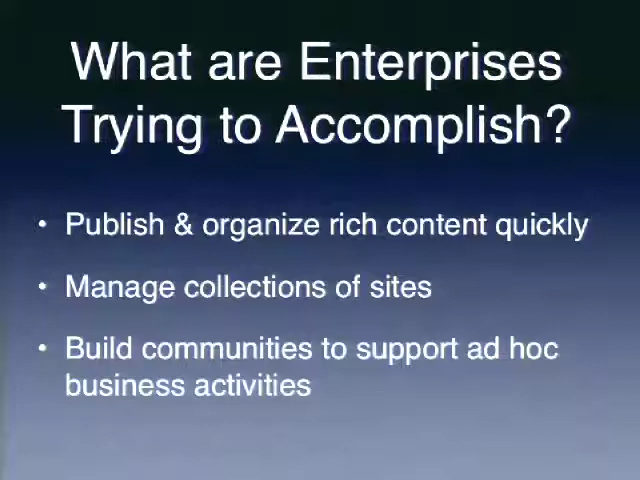 What are Enterprises
Trying to Accomplish?
• Publish & organize rich content quickly
• Manage collections of sites
• Build communities to support ad hoc
business activities